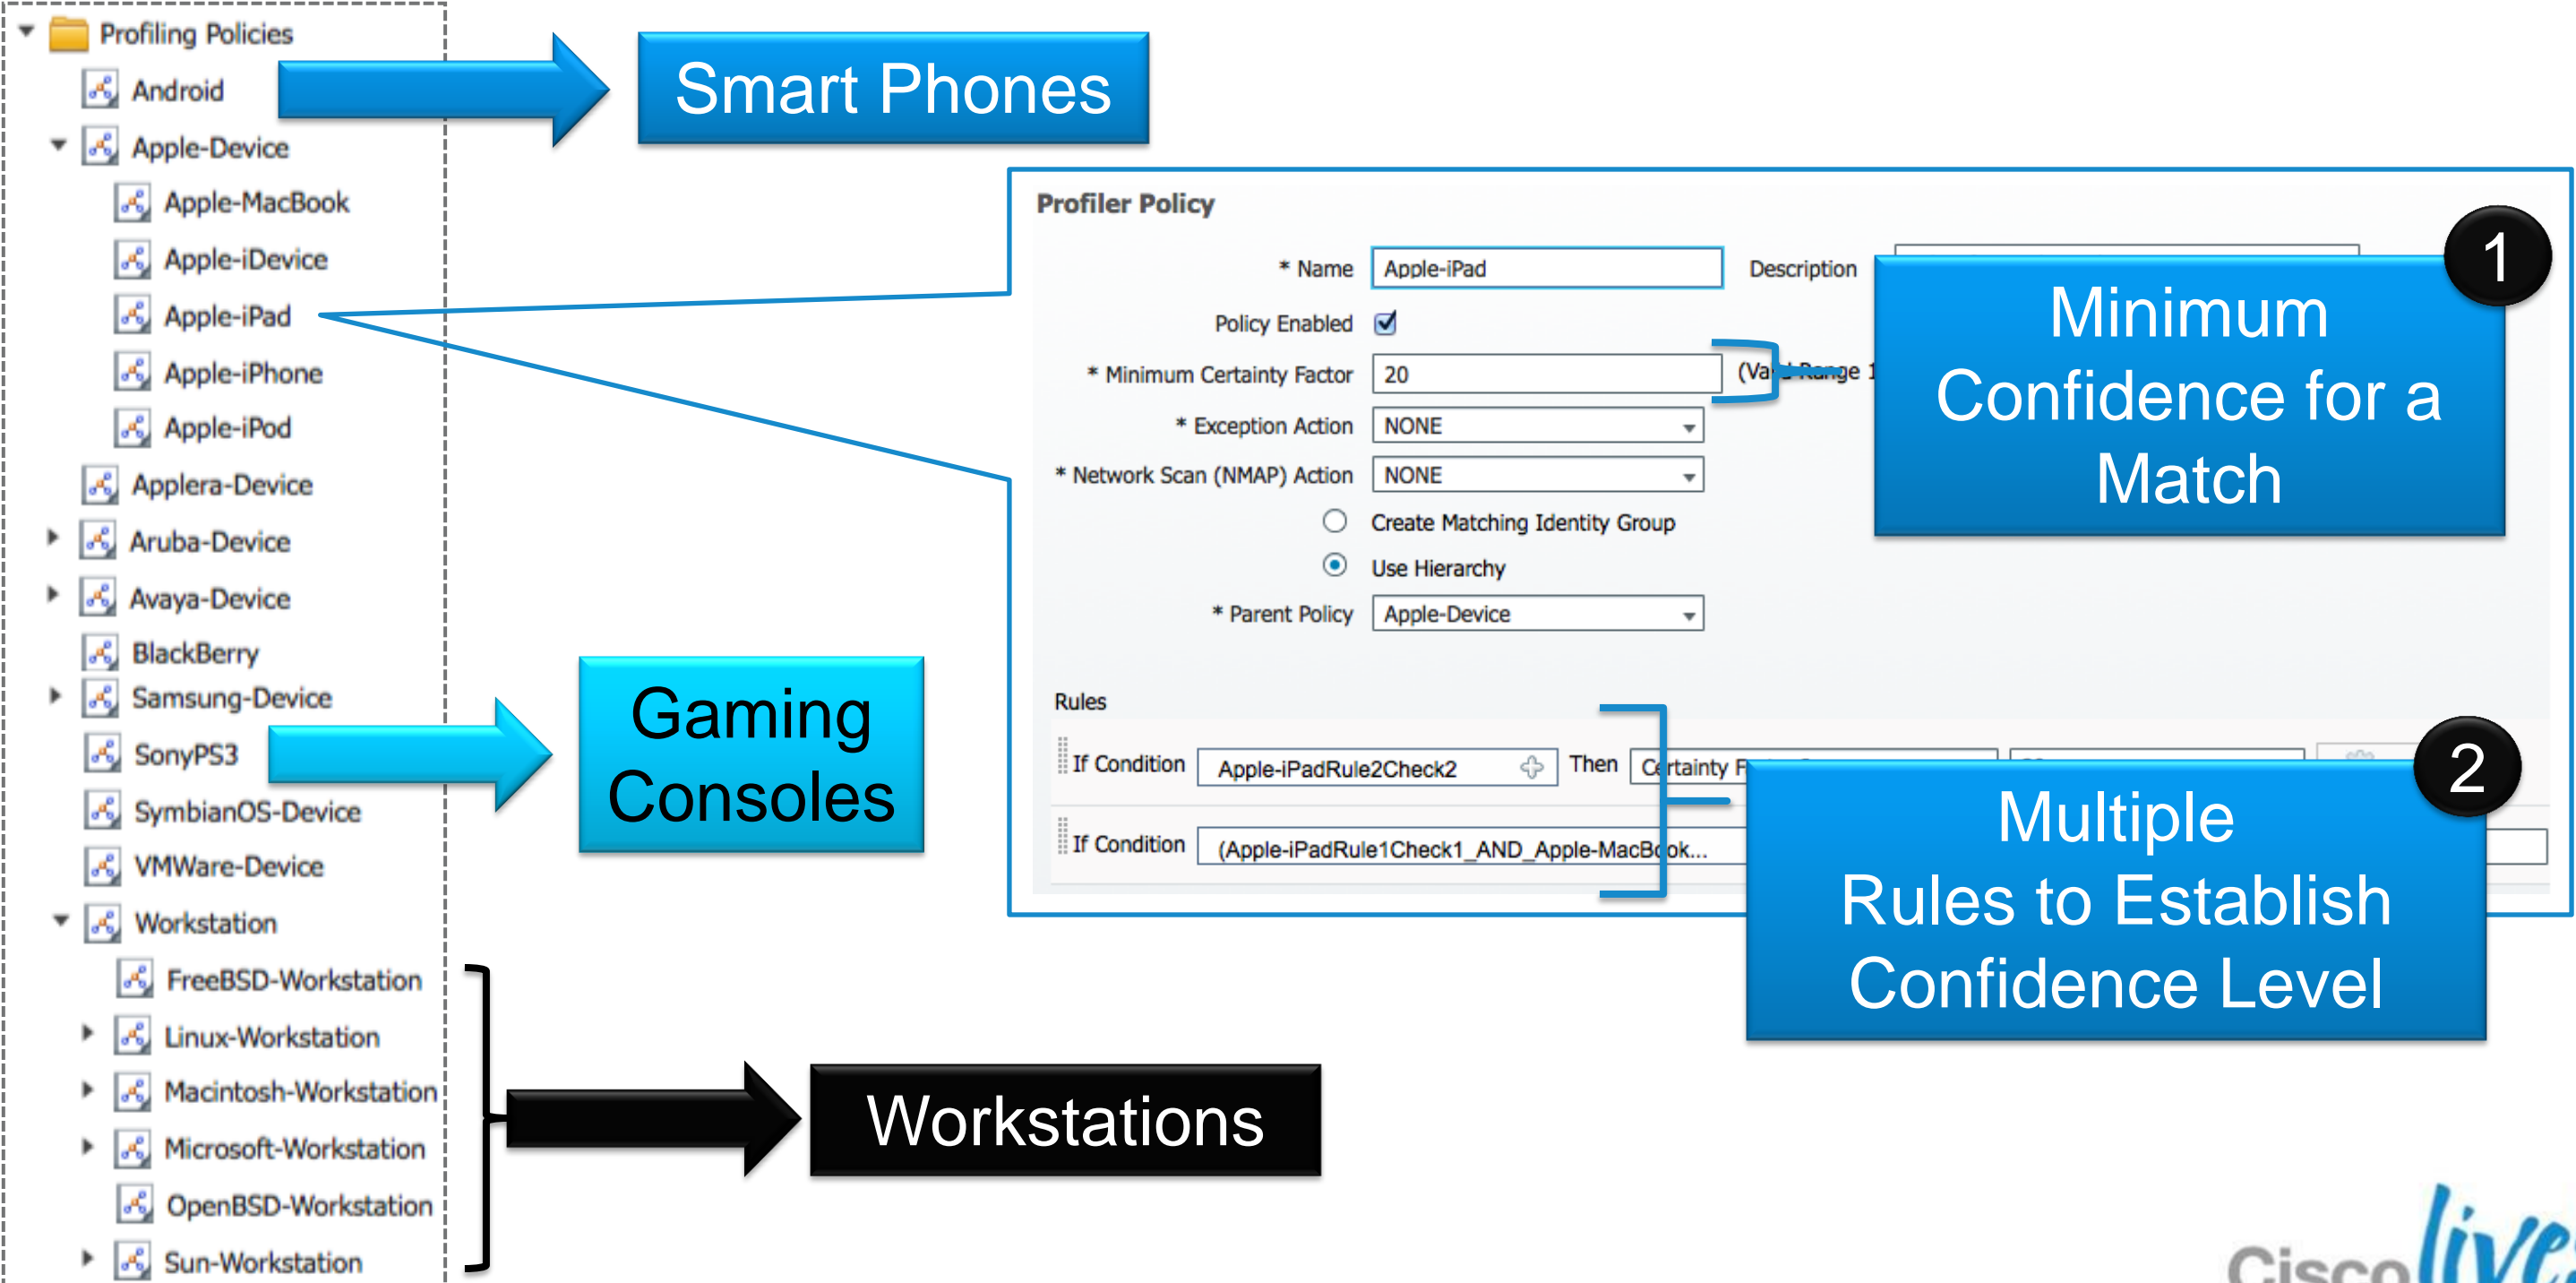 Profiling Policies
Android
Apple-Device
Apple-MacBook
Apple-iDevice
Apple-iPad
Apple-iPhone
Apple-iPod
Applera-Device
Aruba-Device
Avaya-Device
BlackBerry
Samsung-Device
SonyPS3
SymbianOS-Device
VMWare-Device
Workstation
FreeBSD-Workstation
Linux-Workstation
Macintosh-Workstation
Microsoft-Workstation
OpenBSD-Workstation
Sun-Workstation
Smart Phones
Gaming
Consoles
Workstations
Profiler Policy
* Name Apple-iPad Description
Policy Enabled
* Minimum Certainty Factor 20 (Valid Range 1
* Exception Action NONE
* Network Scan (NMAP) Action NONE
Create Matching Identity Group
Use Hierarchy
* Parent Policy Apple-Device
Rules
If Condition Apple-iPadRule2Check2 Then Certainty
If Condition (Apple-iPadRule1Check1_AND_Apple-MacBook...
1
Minimum
Confidence for a
Match
2
Multiple
Rules to Establish
Confidence Level
Cisco live